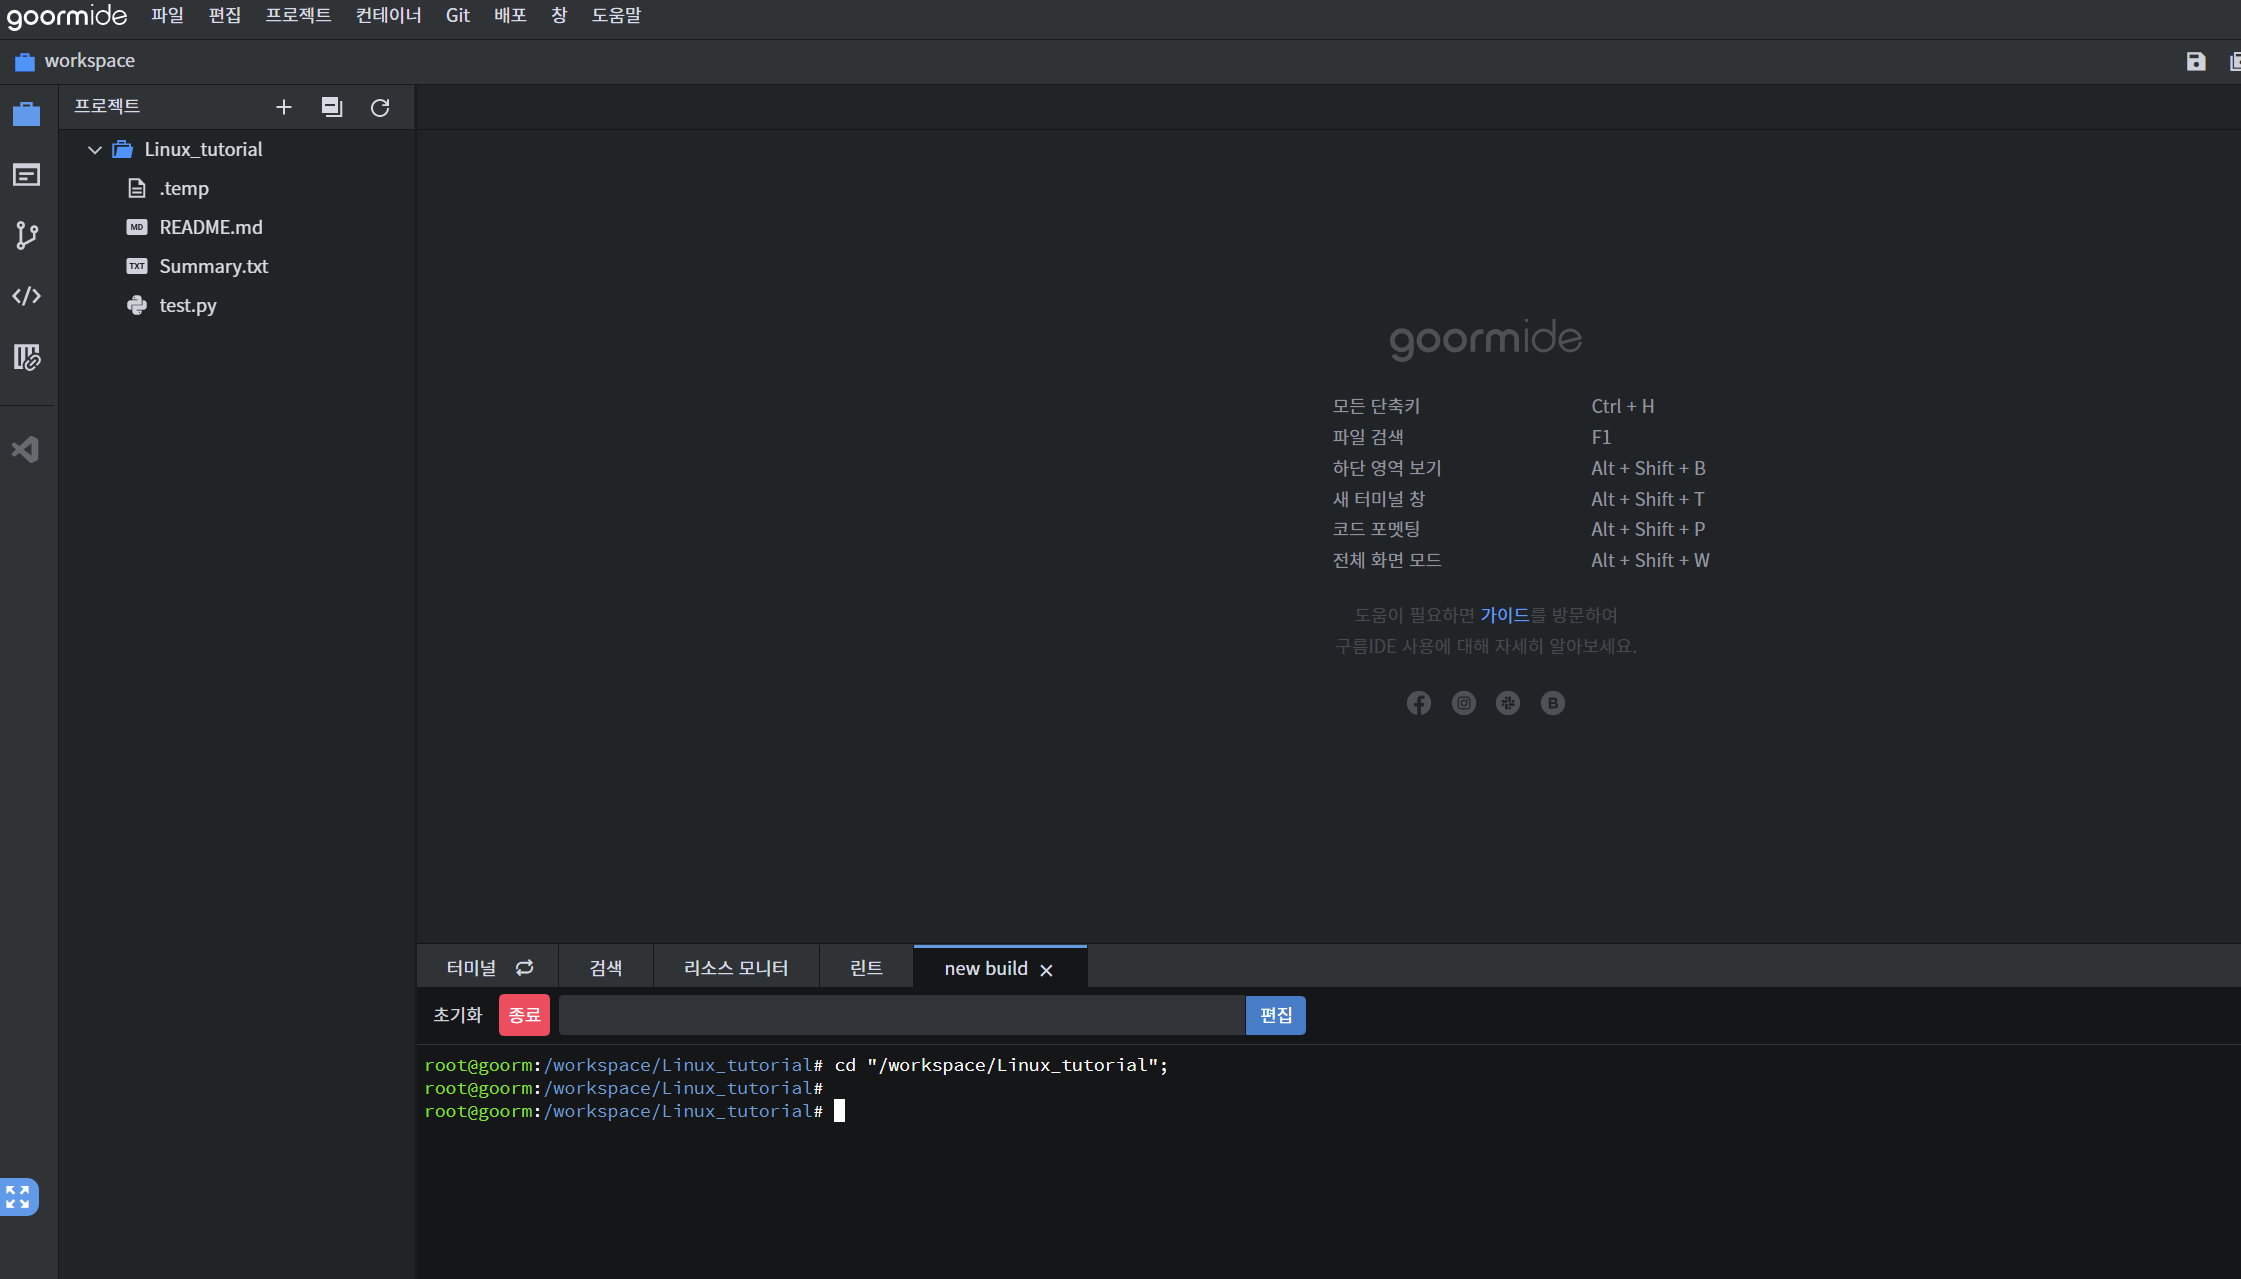 goormide 파일 편집 프로젝트 컨테이너 Git 배포 창 도움말
workspace
프로젝트
Linux_tutorial
.temp
MD README.md
TXT Summary.txt
test.py
goormide
모든 단축키 Ctrl + H
파일 검색 F1
하단 영역 보기 Alt + Shift + B
새 터미널 창 Alt + Shift + T
코드 포멧팅 Alt + Shift + P
전체 화면 모드 Alt + Shift + W
도움이 필요하면 가이드를 방문하여
구름IDE 사용에 대해 자세히 알아보세요.
B
터미널 검색 리소스 모니터 린트 new build
초기화 종료 편집
root@goorm:/workspace/Linux_tutorial# cd "/workspace/Linux_tutorial";
root@goorm:/workspace/Linux_tutorial#
root@goorm:/workspace/Linux_tutorial#